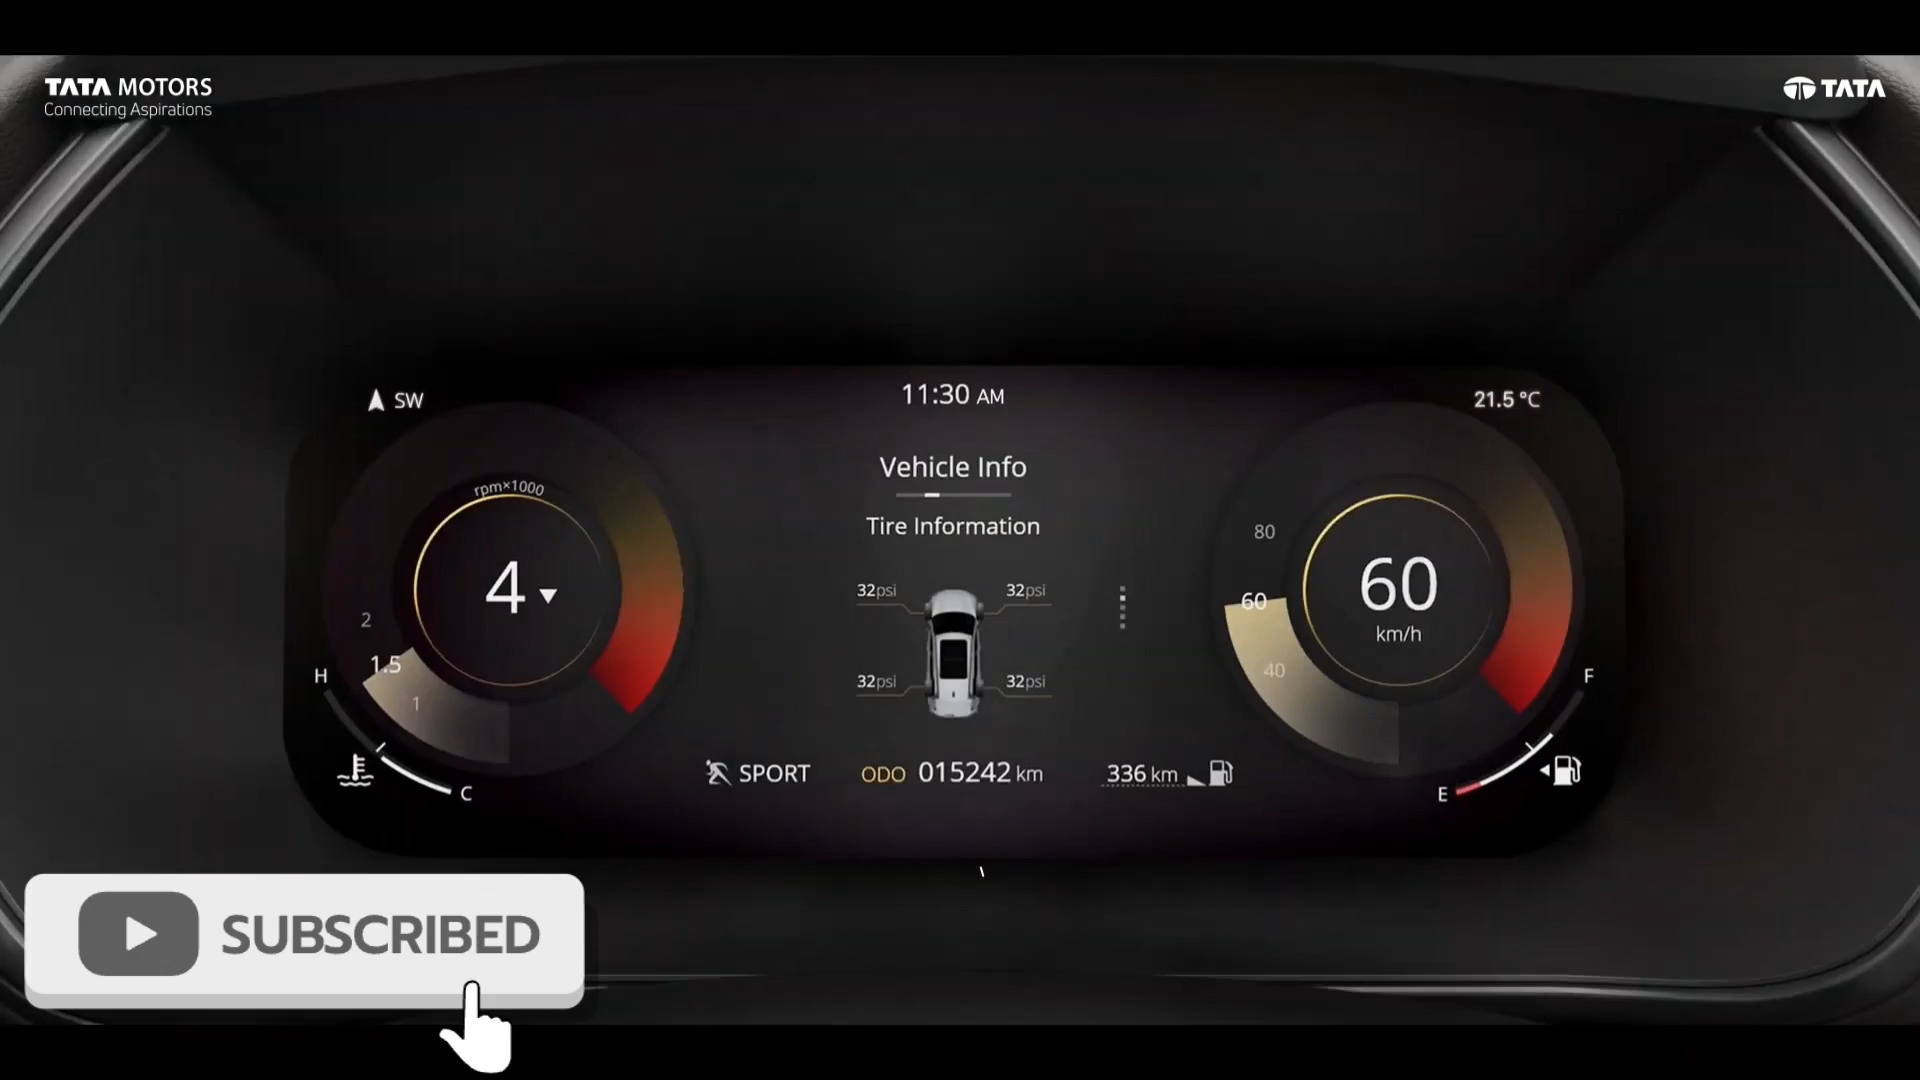 TATA MOTORS
Connecting Aspirations
TATA
SW
11:30 AM
21.5 °C
Vehicle Info
Tire Information
rpm×1000
4
2
1.5
1
H
C
32psi 32psi
32psi 32psi
80
60
40
60
km/h
F
E
SPORT
ODO 015242 km
336 km
SUBSCRIBED